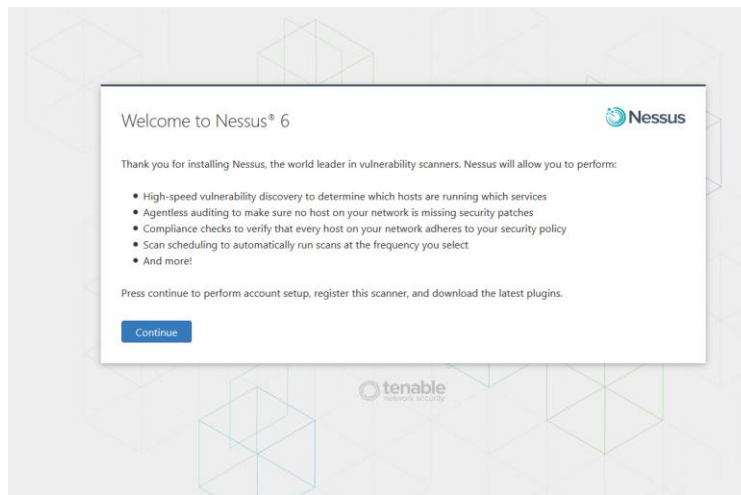 Welcome to Nessus® 6
Nessus
Thank you for installing Nessus, the world leader in vulnerability scanners. Nessus will allow you to perform:
• High-speed vulnerability discovery to determine which hosts are running which services
• Agentless auditing to make sure no host on your network is missing security patches
• Compliance checks to verify that every host on your network adheres to your security policy
• Scan scheduling to automatically run scans at the frequency you select
• And more!
Press continue to perform account setup, register this scanner, and download the latest plugins.
Continue
tenable
network security